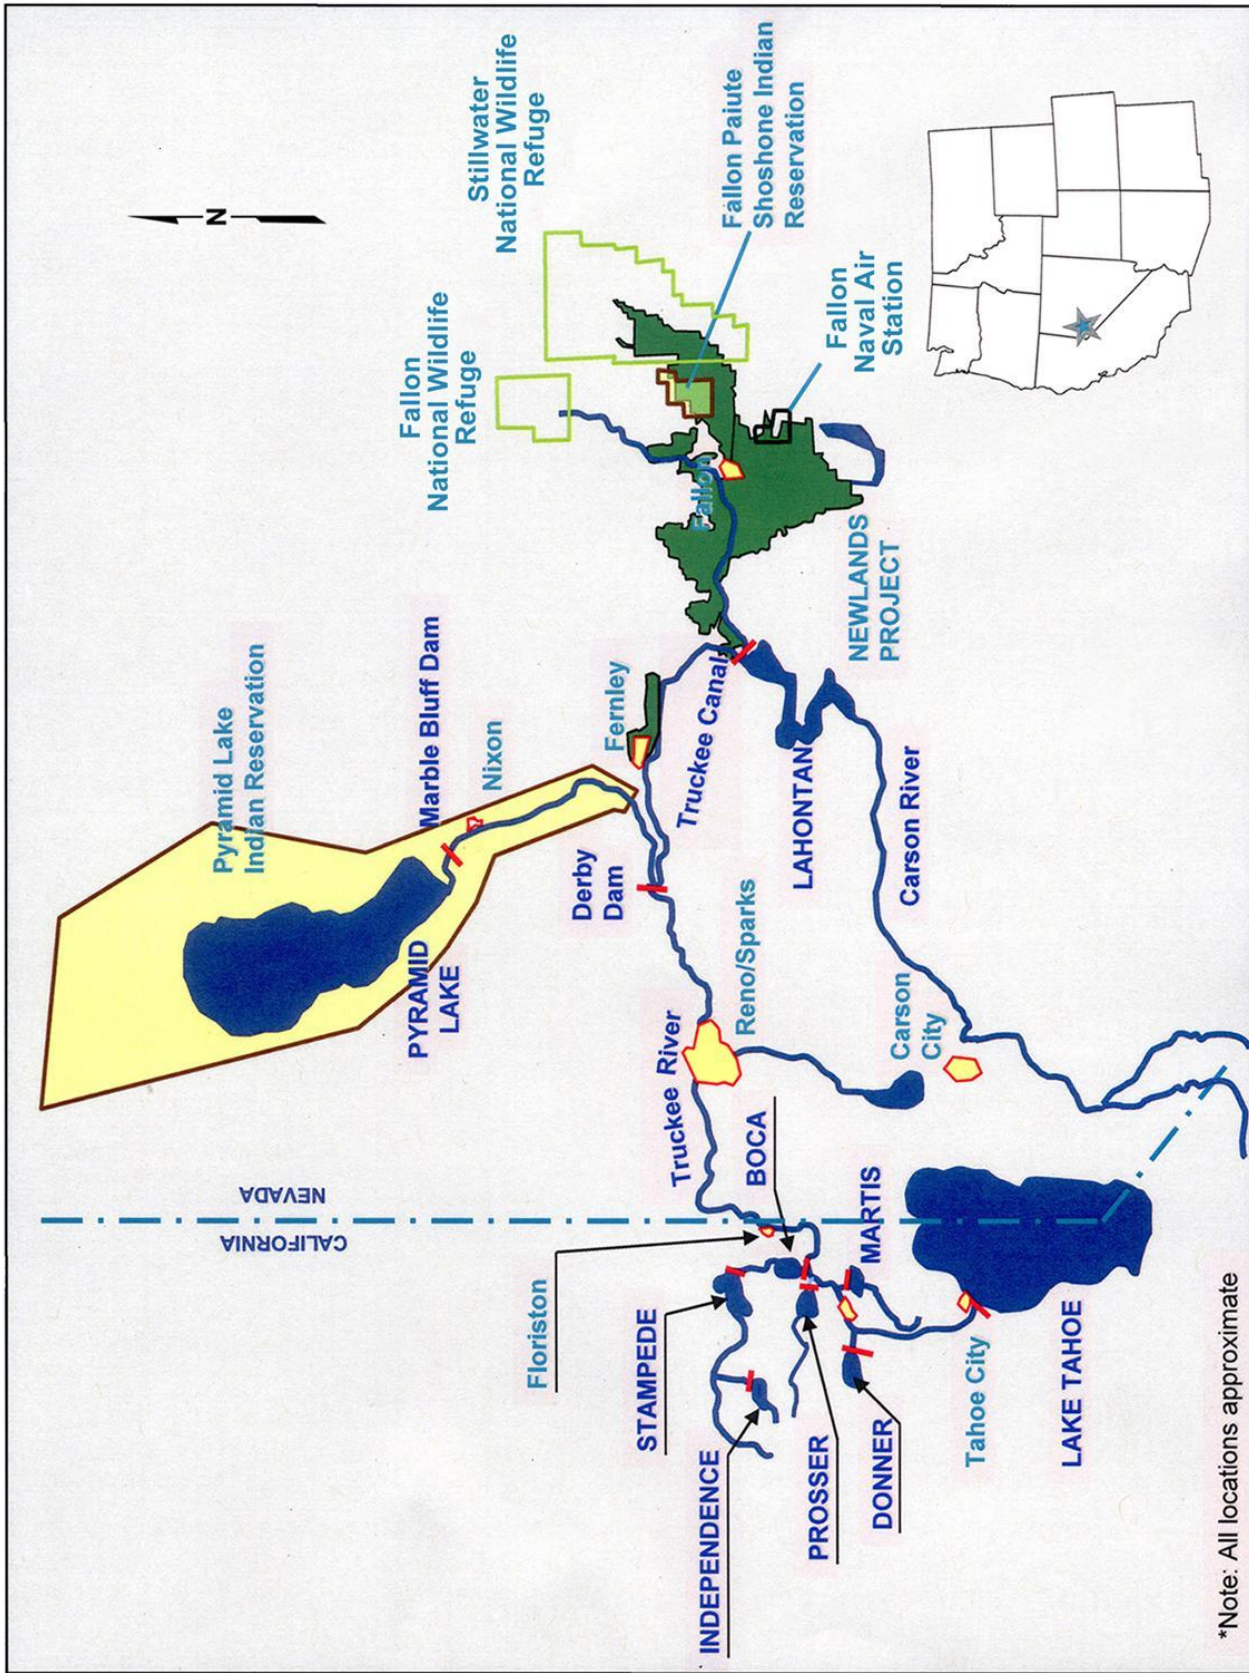 N
Stillwater
National Wildlife
Refuge
Fallon
National Wildlife
Refuge
Fallon Paiute
Shoshone Indian
Reservation
Fallon
Naval Air
Station
Fallon
NEWLANDS
PROJECT
Pyramid Lake
Indian Reservation
Marble Bluff Dam
Nixon
PYRAMID
LAKE
Fernley
Truckee Canal
Derby
Dam
LAHONTAN
Carson River
Reno/Sparks
Truckee River
Carson
City
NEVADA
CALIFORNIA
BOCA
MARTIS
Floriston
STAMPEDE
INDEPENDENCE
PROSSER
DONNER
Tahoe City
LAKE TAHOE
*Note: All locations approximate